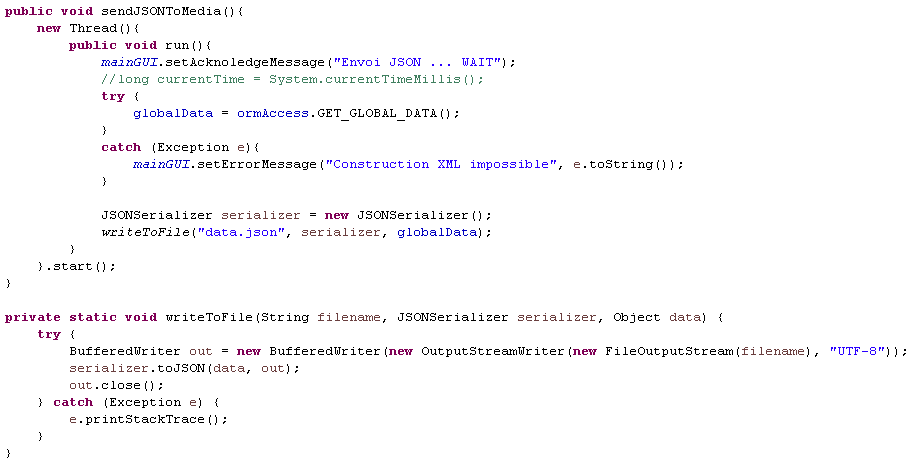 public void sendJSONToMedia(){
    new Thread(){
        public void run(){
            mainGUI.setAcknoledgeMessage("Envoi JSON ... WAIT");
            //long currentTime = System.currentTimeMillis();
            try {
                globalData = ormAccess.GET_GLOBAL_DATA();
            }
            catch (Exception e){
                mainGUI.setErrorMessage("Construction XML impossible", e.toString());
            }

            JSONSerializer serializer = new JSONSerializer();
            writeToFile("data.json", serializer, globalData);
        }
    }.start();
}

private static void writeToFile(String filename, JSONSerializer serializer, Object data) {
    try {
        BufferedWriter out = new BufferedWriter(new OutputStreamWriter(new FileOutputStream(filename), "UTF-8"));
        serializer.toJSON(data, out);
        out.close();
    } catch (Exception e) {
        e.printStackTrace();
    }
}